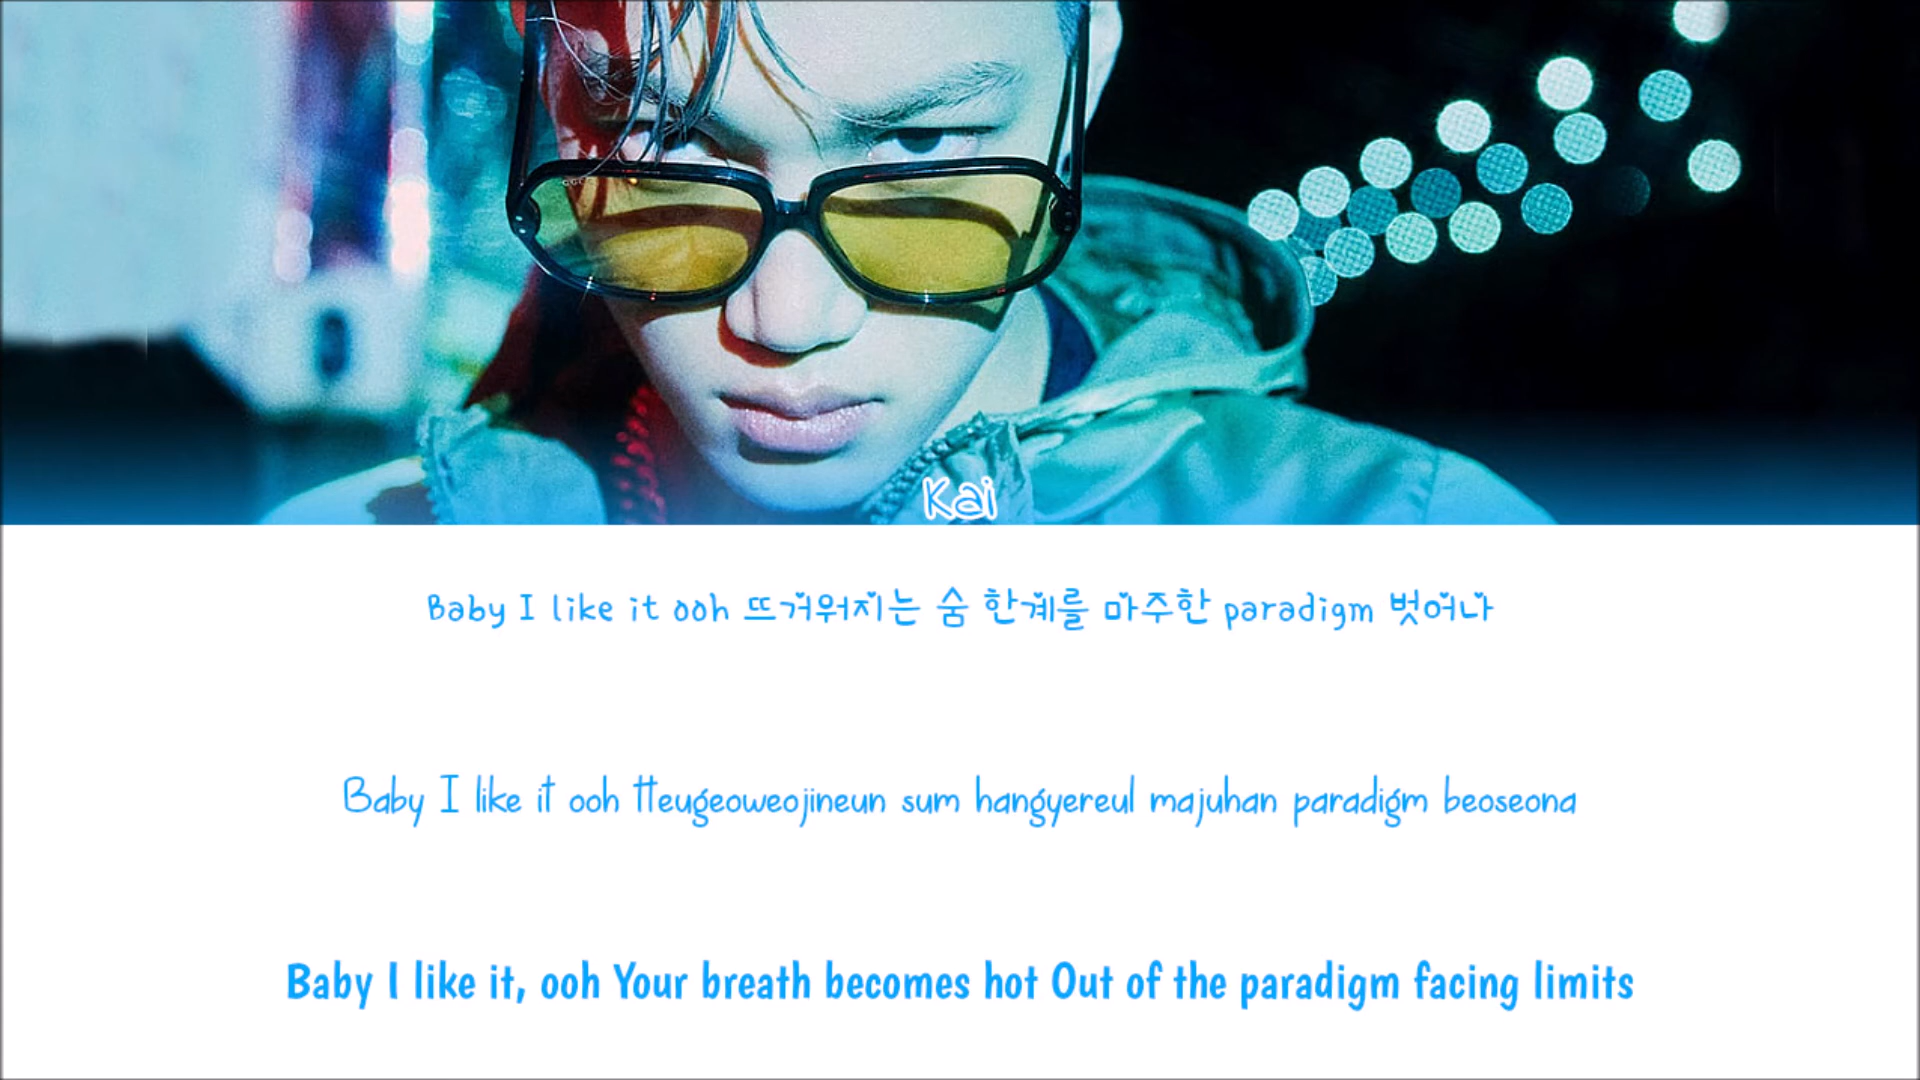 Kai
Baby I like it ooh 뜨거워지는 숨 한계를 마주한 paradigm 벗어나
Baby I like it ooh tteugeoweojineun sum hangyereul majuhan paradigm beoseona
Baby I like it, ooh Your breath becomes hot Out of the paradigm facing limits